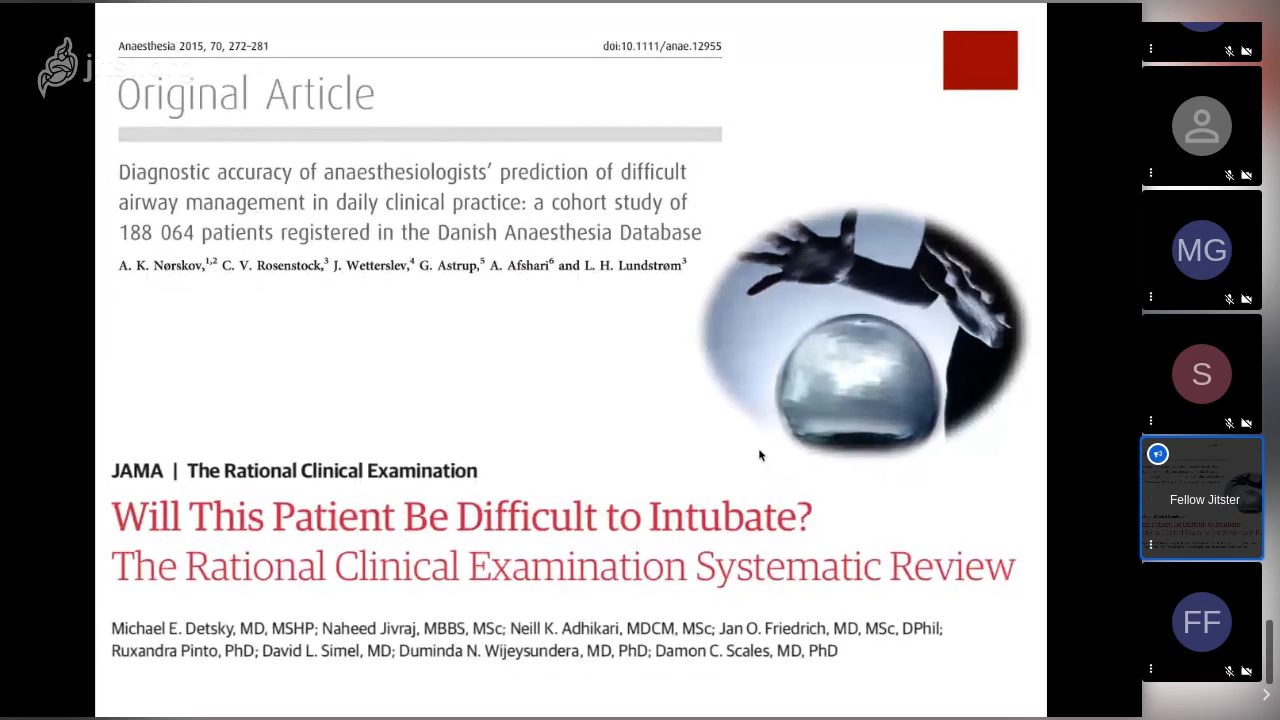 Anaesthesia 2015, 70, 272–281
doi:10.1111/anae.12955
Original Article
Diagnostic accuracy of anaesthesiologists’ prediction of difficult
airway management in daily clinical practice: a cohort study of
188 064 patients registered in the Danish Anaesthesia Database
A. K. Nørskov,1,2 C. V. Rosenstock,3 J. Wetterslev,4 G. Astrup,5 A. Afshari6 and L. H. Lundstrøm3
JAMA | The Rational Clinical Examination
Will This Patient Be Difficult to Intubate?
The Rational Clinical Examination Systematic Review
Michael E. Detsky, MD, MSHP; Naheed Jivraj, MBBS, MSc; Neill K. Adhikari, MDCM, MSc; Jan O. Friedrich, MD, MSc, DPhil;
Ruxandra Pinto, PhD; David L. Simel, MD; Duminda N. Wijeysundera, MD, PhD; Damon C. Scales, MD, PhD
MG
S
Fellow Jitster
FF